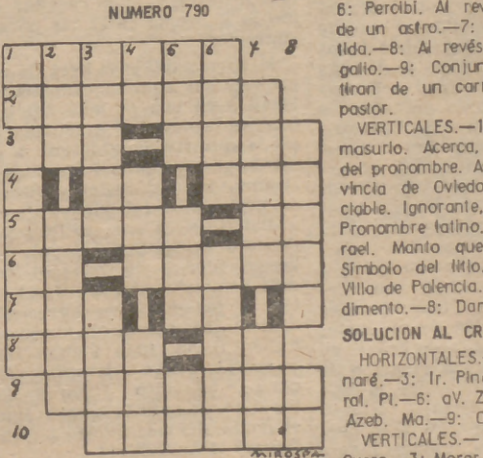 NUMERO 790
1 2 3 4 5 6 7 8
2
3
4
5
6
7
8
9
10
MIROSPA
6: Percibí. Al
de un astro.—7:
tida.—8: Al revés
gallo.—9: Conjun
tiran de un carr
pastor.
VERTICALES.—1
masurio. Acerca,
del pronombre. A
vincia de Oviedo
ciable. Ignorante,
Pronombre latino.
rael. Manto que
Símbolo del litio.
Villa de Palencia.
dimento.—8: Dar
SOLUCION AL CR
HORIZONTALES.
naré.—3: Ir. Pin
rol. Pl.—6: aV. Z
Azeb. Ma.—9: C
VERTICALES.—